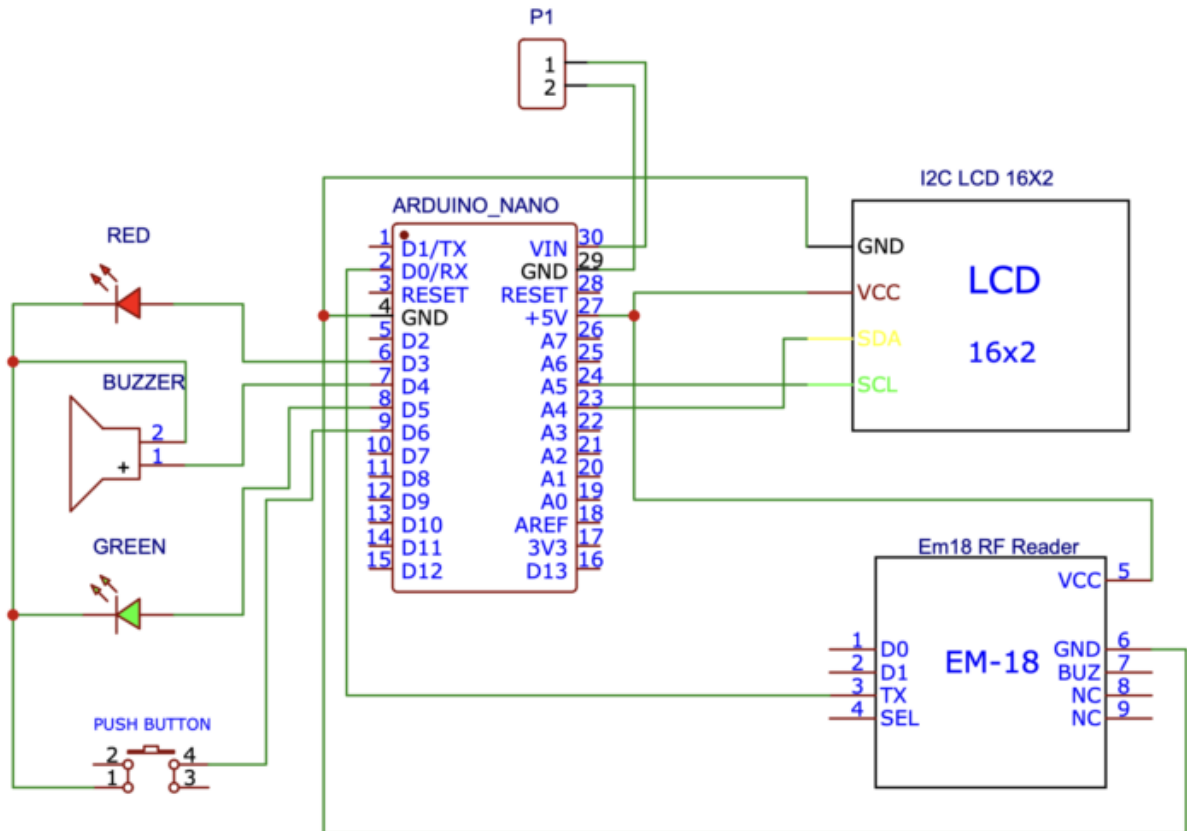 P1
1
2
ARDUINO_NANO
1 D1/TX VIN 30
2 D0/RX GND 29
3 RESET RESET 28
4 GND +5V 27
5 D2 A7 26
6 D3 A6 25
7 D4 A5 24
8 D5 A4 23
9 D6 A3 22
10 D7 A2 21
11 D8 A1 20
12 D9 A0 19
13 D10 AREF 18
14 D11 3V3 17
15 D12 D13 16
I2C LCD 16X2
GND
VCC
SDA
SCL
LCD
16x2
RED
BUZZER
2
1
+
GREEN
PUSH BUTTON
2 4
1 3
Em18 RF Reader
VCC 5
1 D0 GND 6
2 D1 BUZ 7
3 TX NC 8
4 SEL NC 9
EM-18